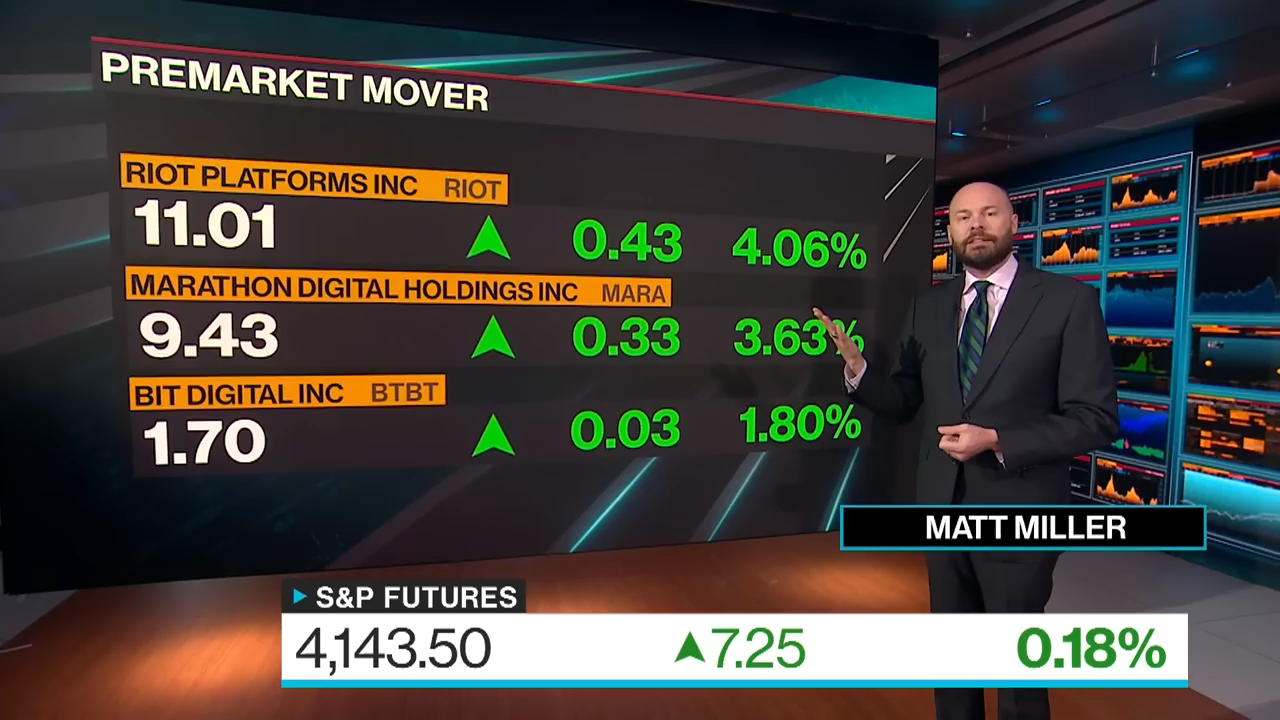 PREMARKET MOVER
RIOT PLATFORMS INC RIOT
11.01 ▲ 0.43 4.06%
MARATHON DIGITAL HOLDINGS INC MARA
9.43 ▲ 0.33 3.63%
BIT DIGITAL INC BTBT
1.70 ▲ 0.03 1.80%
MATT MILLER
S&P FUTURES
4,143.50 ▲7.25 0.18%